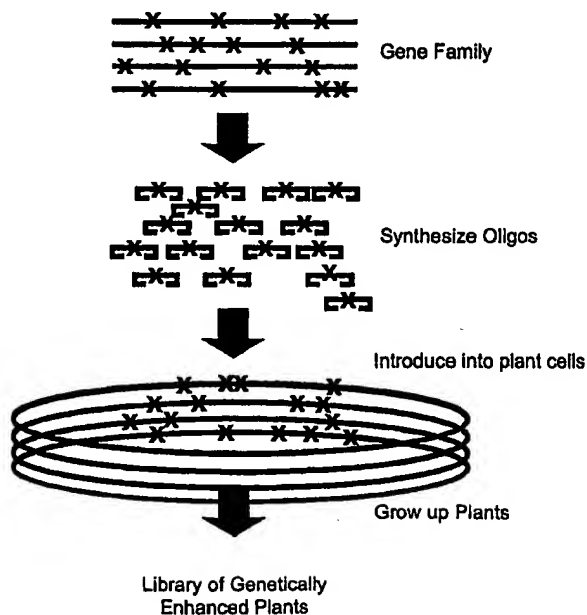 Gene Family
Synthesize Oligos
Introduce into plant cells
Grow up Plants
Library of Genetically
Enhanced Plants